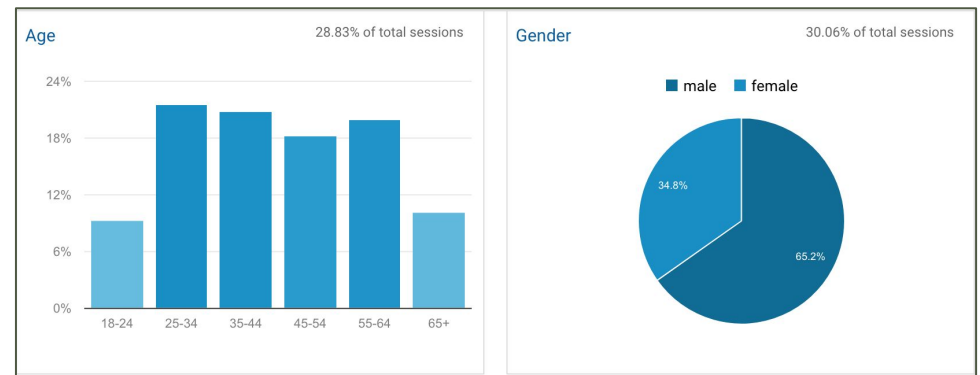 Age
28.83% of total sessions
24%
18%
12%
6%
0%
18-24 25-34 35-44 45-54 55-64 65+
Gender
30.06% of total sessions
male female
34.8%
65.2%